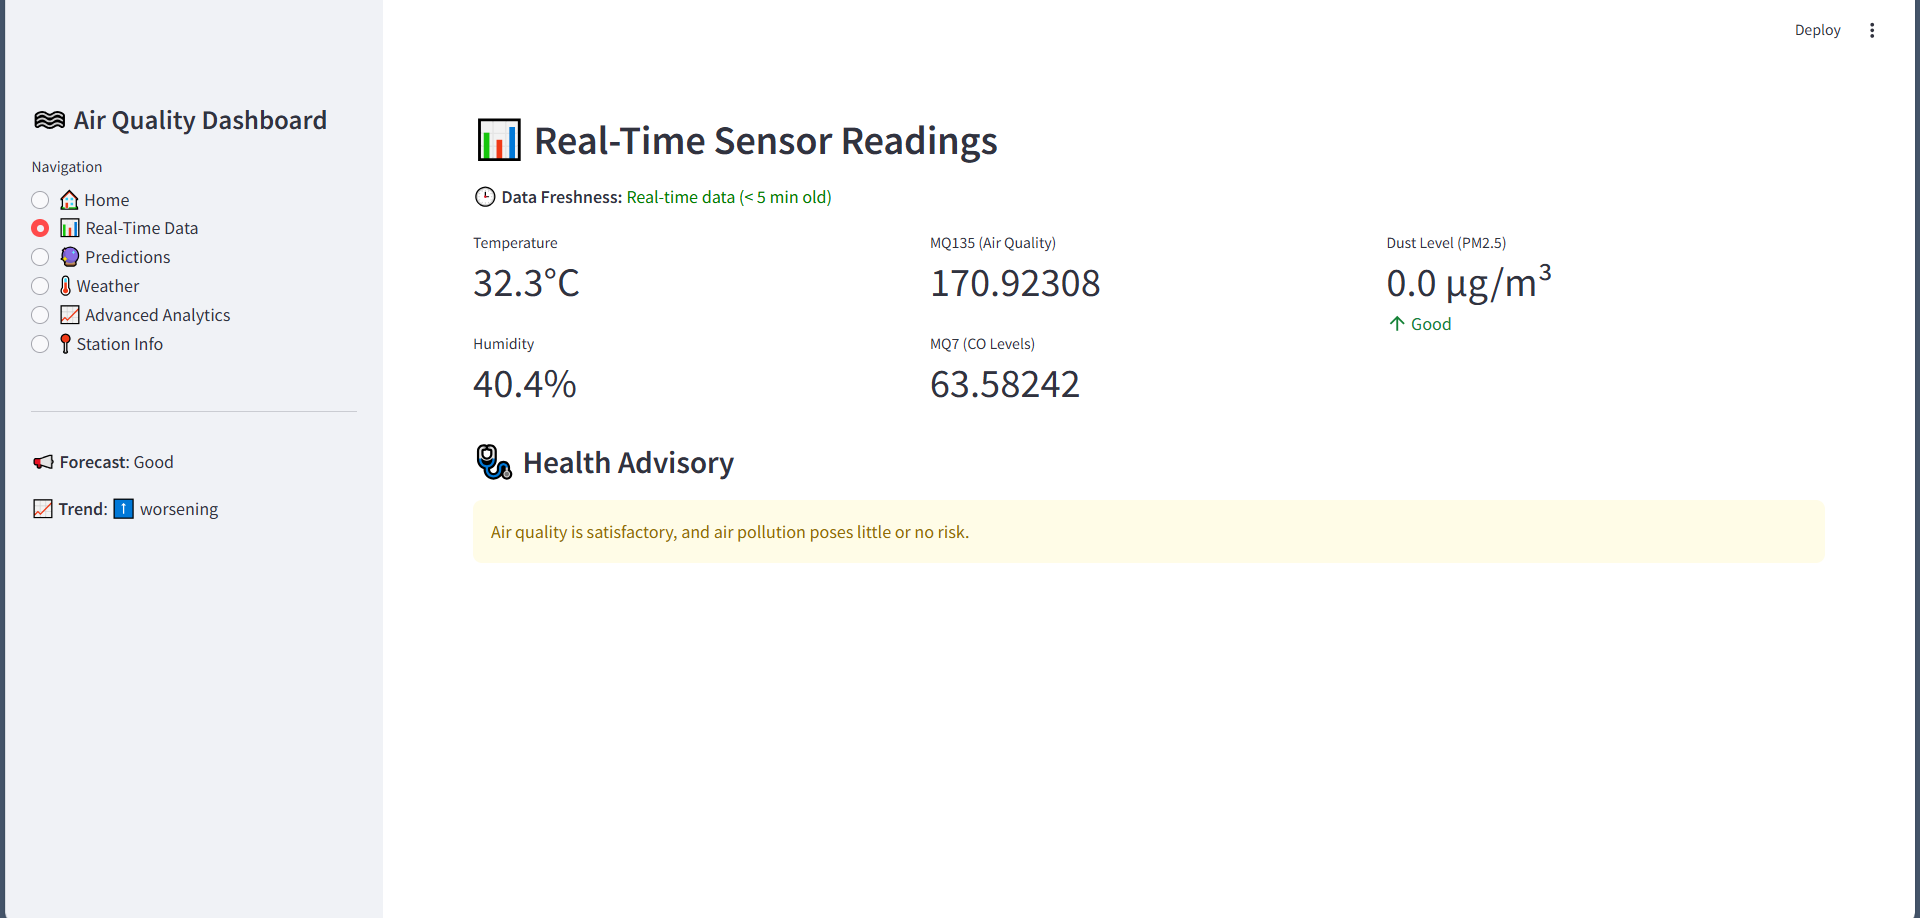 Deploy
Air Quality Dashboard
Navigation
Home
Real-Time Data
Predictions
Weather
Advanced Analytics
Station Info
Forecast: Good
Trend: ↑ worsening
Real-Time Sensor Readings
Data Freshness: Real-time data (< 5 min old)
Temperature
32.3°C
Humidity
40.4%
MQ135 (Air Quality)
170.92308
MQ7 (CO Levels)
63.58242
Dust Level (PM2.5)
0.0 µg/m³
↑ Good
Health Advisory
Air quality is satisfactory, and air pollution poses little or no risk.